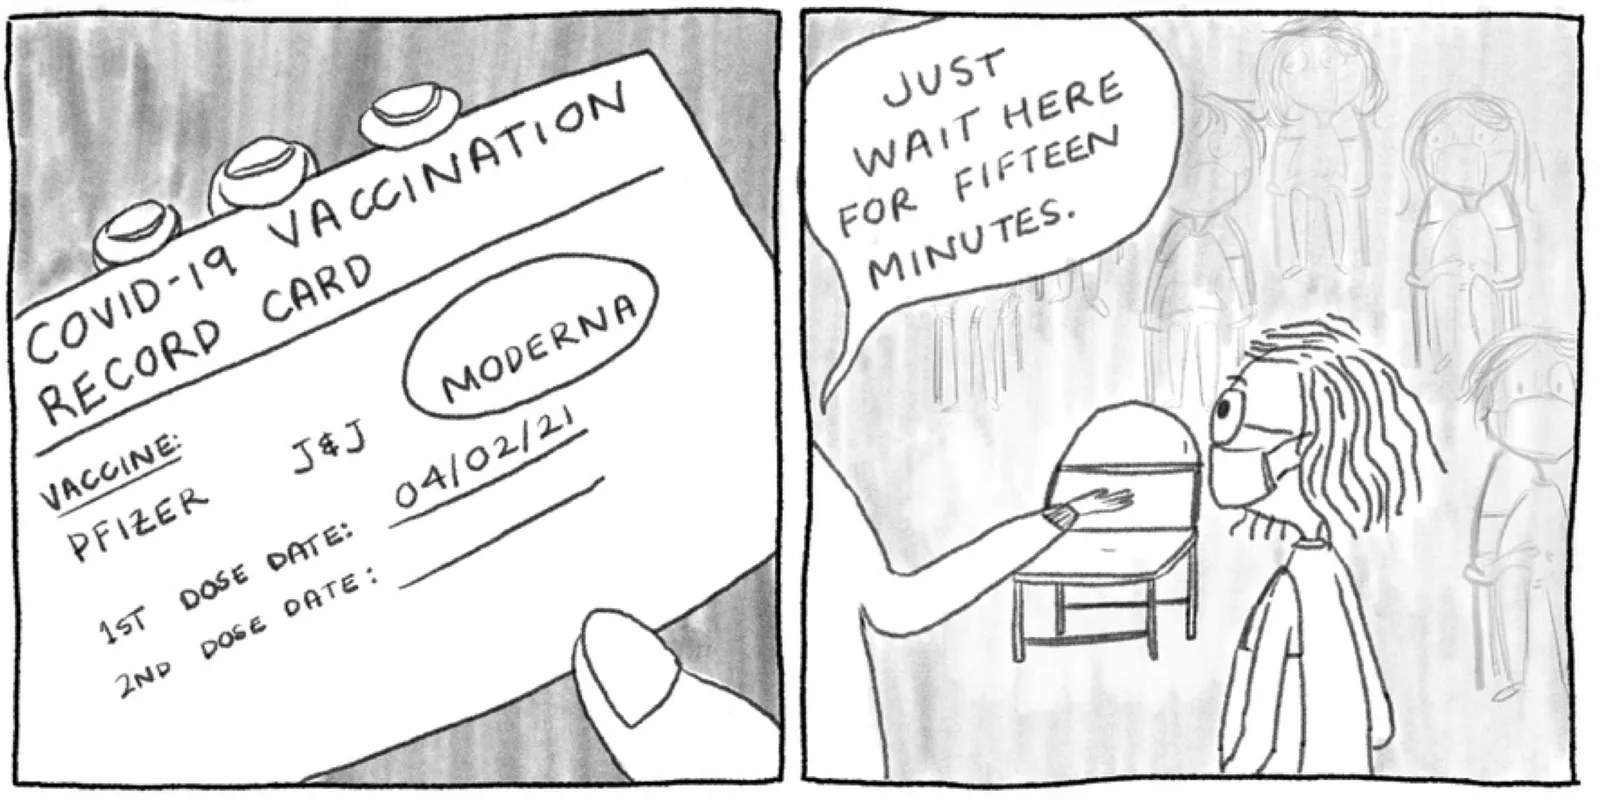 COVID-19 VACCINATION
RECORD CARD
VACCINE:
PFIZER J&J MODERNA
1ST DOSE DATE: 04/02/21
2ND DOSE DATE:
JUST
WAIT HERE
FOR FIFTEEN
MINUTES.